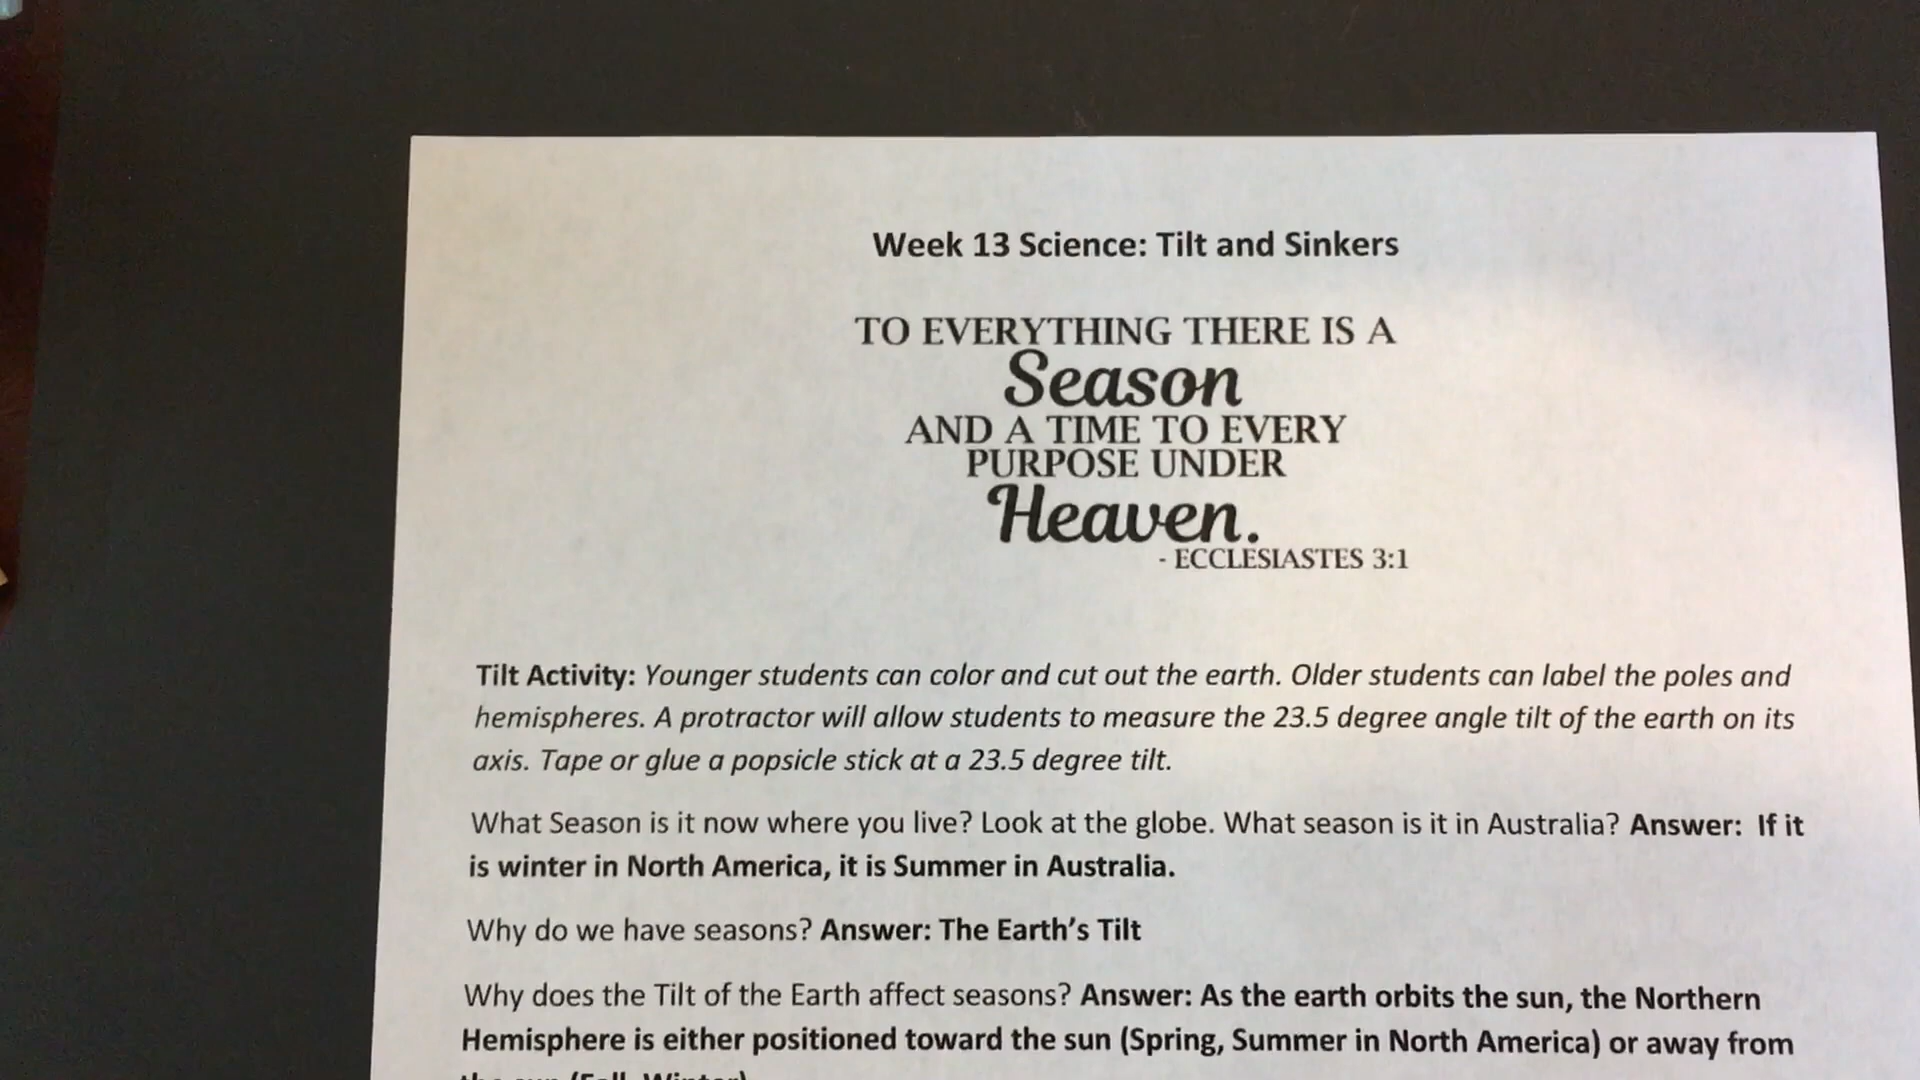 Week 13 Science: Tilt and Sinkers
TO EVERYTHING THERE IS A
Season
AND A TIME TO EVERY
PURPOSE UNDER
Heaven.
- ECCLESIASTES 3:1
Tilt Activity: Younger students can color and cut out the earth. Older students can label the poles and
hemispheres. A protractor will allow students to measure the 23.5 degree angle tilt of the earth on its
axis. Tape or glue a popsicle stick at a 23.5 degree tilt.
What Season is it now where you live? Look at the globe. What season is it in Australia? Answer:  If it
is winter in North America, it is Summer in Australia.
Why do we have seasons? Answer: The Earth's Tilt
Why does the Tilt of the Earth affect seasons? Answer: As the earth orbits the sun, the Northern
Hemisphere is either positioned toward the sun (Spring, Summer in North America) or away from
the sun (Fall, Winter)